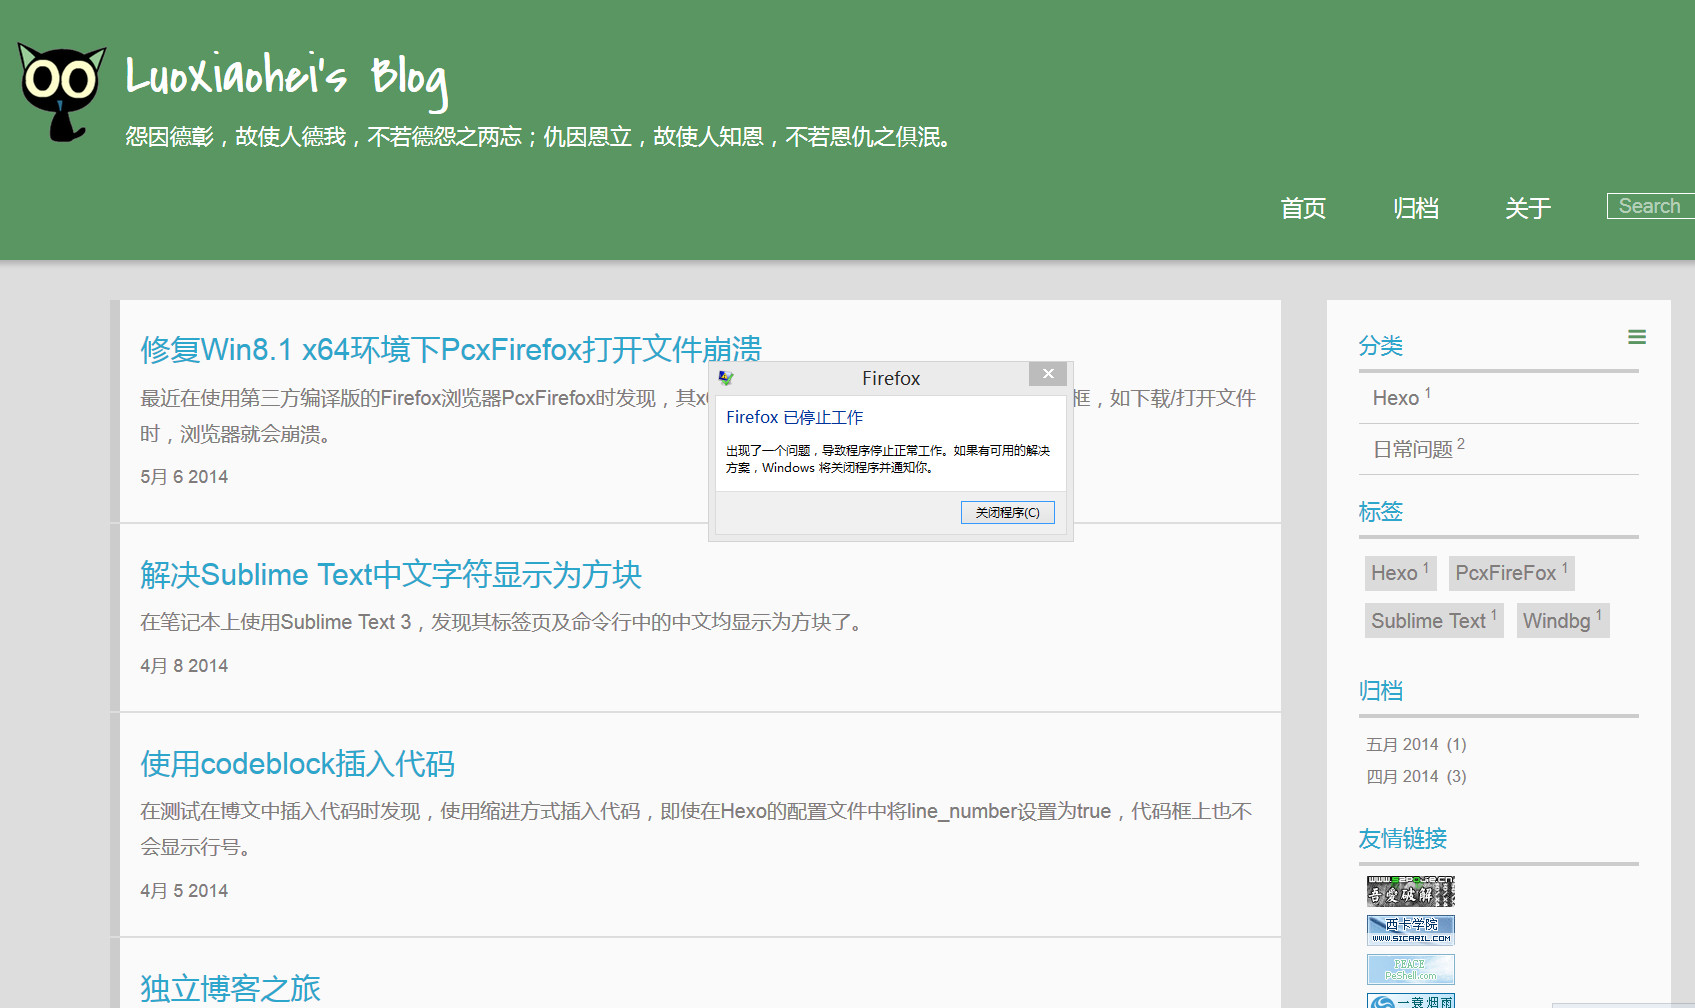 Luoxiaohei's Blog
怨因德彰，故使人德我，不若德怨之两忘；仇因恩立，故使人知恩，不若恩仇之俱泯。
首页
归档
关于
Search
修复Win8.1 x64环境下PcxFirefox打开文件崩溃
最近在使用第三方编译版的Firefox浏览器PcxFirefox时发现，其x6
框，如下载/打开文件
时，浏览器就会崩溃。
5月 6 2014
Firefox
Firefox 已停止工作
出现了一个问题，导致程序停止正常工作。如果有可用的解决
方案，Windows 将关闭程序并通知你。
关闭程序(C)
解决Sublime Text中文字符显示为方块
在笔记本上使用Sublime Text 3，发现其标签页及命令行中的中文均显示为方块了。
4月 8 2014
使用codeblock插入代码
在测试在博文中插入代码时发现，使用缩进方式插入代码，即使在Hexo的配置文件中将line_number设置为true，代码框上也不
会显示行号。
4月 5 2014
独立博客之旅
分类
Hexo 1
日常问题 2
标签
Hexo 1 PcxFireFox 1
Sublime Text 1 Windbg 1
归档
五月 2014 (1)
四月 2014 (3)
友情链接
www.52pojie.cn
吾爱破解
西卡学院
www.sicaril.com
PEACE
PeShell.com
一蓑烟雨